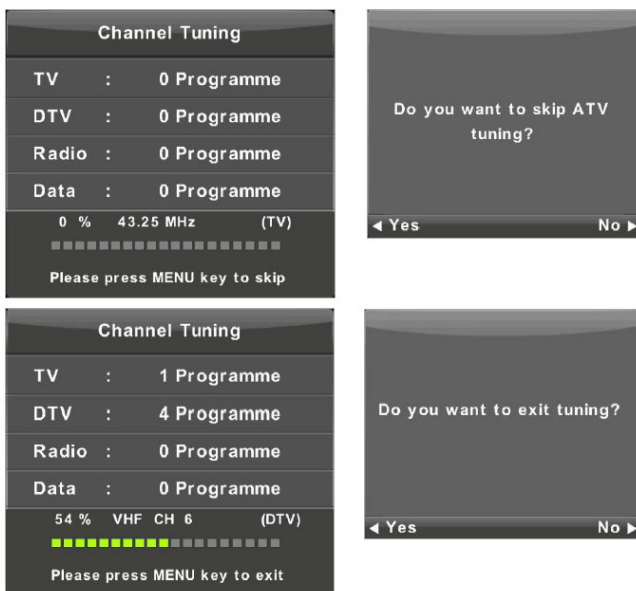 Channel Tuning
TV : 0 Programme
DTV : 0 Programme
Radio : 0 Programme
Data : 0 Programme
0 % 43.25 MHz (TV)
Please press MENU key to skip
Do you want to skip ATV
tuning?
◀ Yes No ▶
Channel Tuning
TV : 1 Programme
DTV : 4 Programme
Radio : 0 Programme
Data : 0 Programme
54 % VHF CH 6 (DTV)
Please press MENU key to exit
Do you want to exit tuning?
◀ Yes No ▶